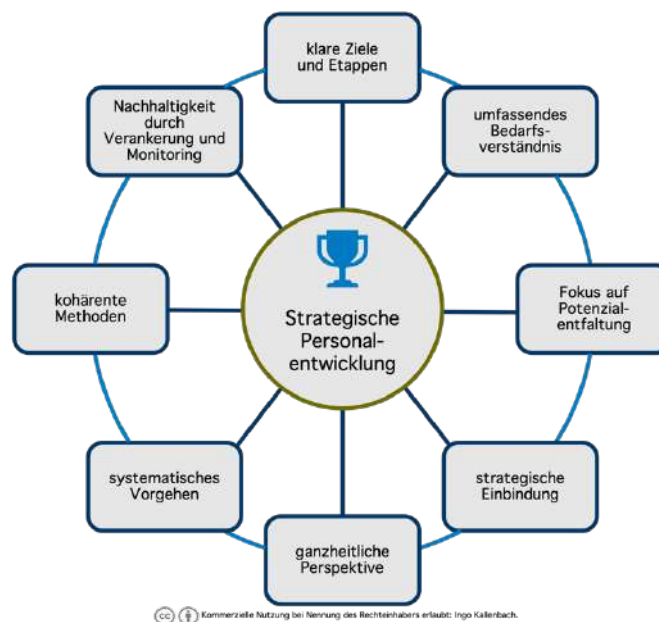 klare Ziele
und Etappen
umfassendes
Bedarfs-
verständnis
Fokus auf
Potenzial-
entfaltung
strategische
Einbindung
ganzheitliche
Perspektive
systematisches
Vorgehen
kohärente
Methoden
Nachhaltigkeit
durch
Verankerung und
Monitoring
Strategische
Personal-
entwicklung
cc Kommerzielle Nutzung bei Nennung des Rechteinhabers erlaubt: Ingo Kallenbach.